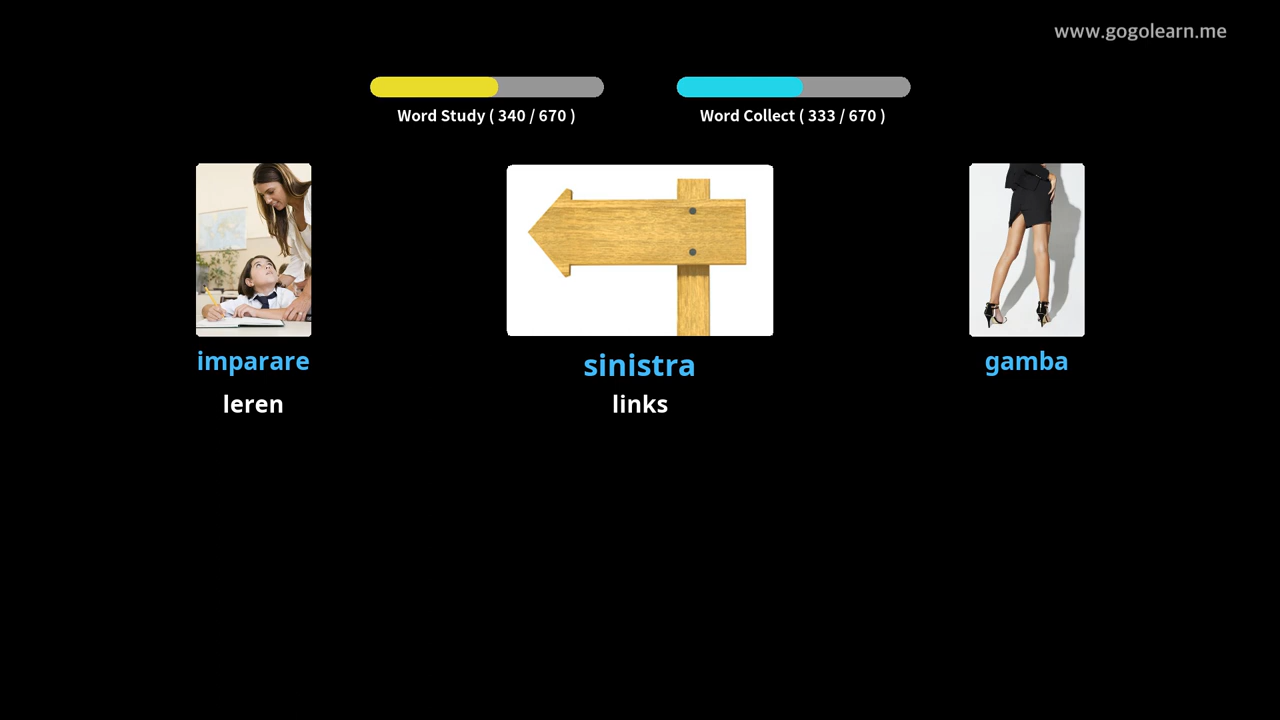 www.gogolearn.me
Word Study ( 340 / 670 )
Word Collect ( 333 / 670 )
imparare
leren
sinistra
links
gamba